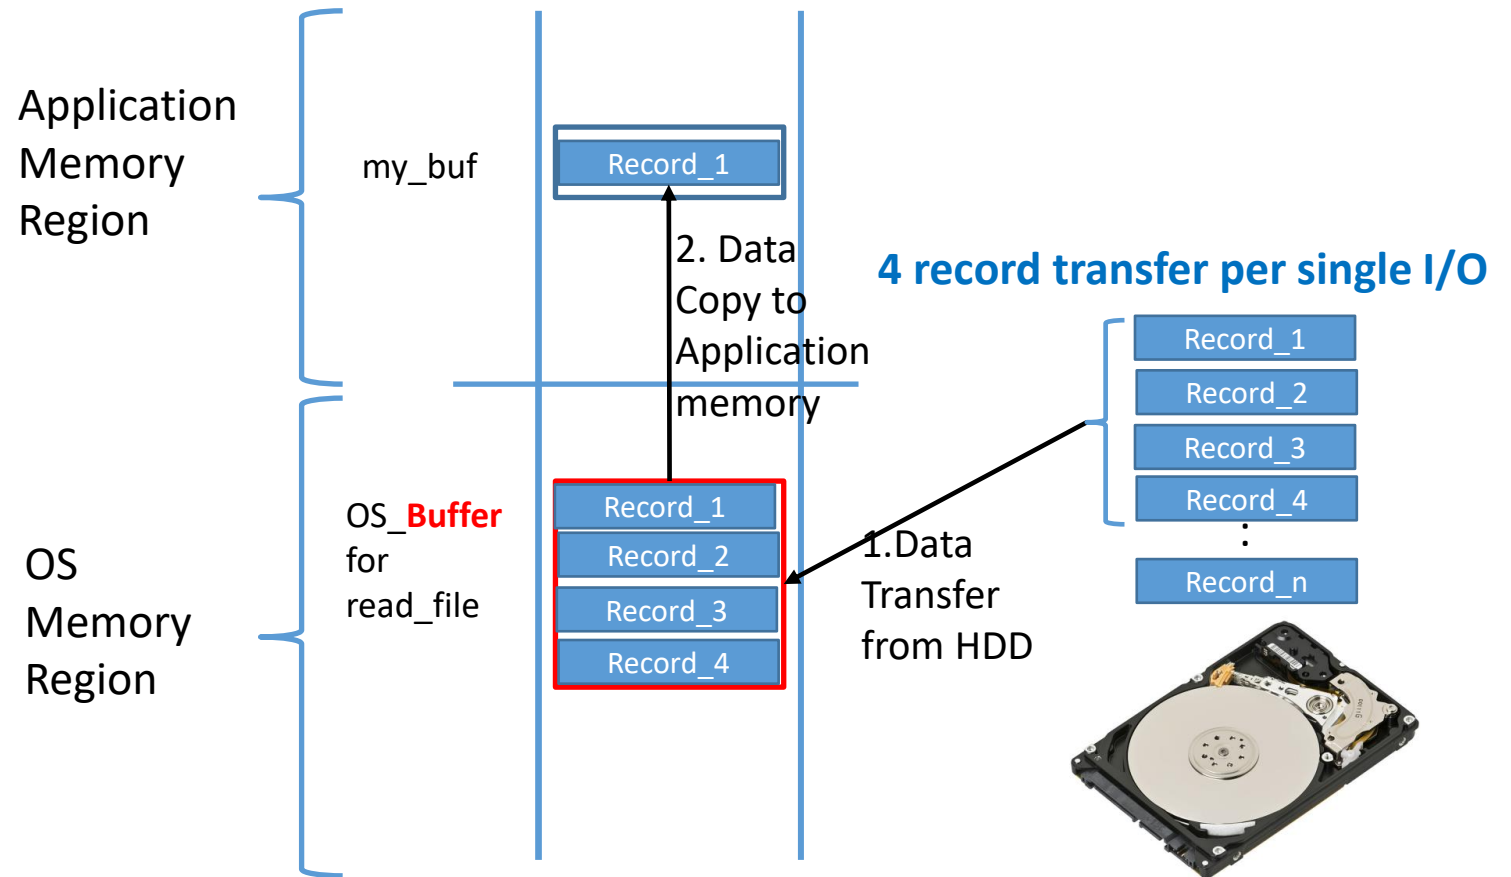 Application
Memory
Region
my_buf
Record_1
2. Data
Copy to
Application
memory
4 record transfer per single I/O
Record_1
Record_2
Record_3
Record_4
:
Record_n
OS
Memory
Region
OS_Buffer
for
read_file
Record_1
Record_2
Record_3
Record_4
1.Data
Transfer
from HDD